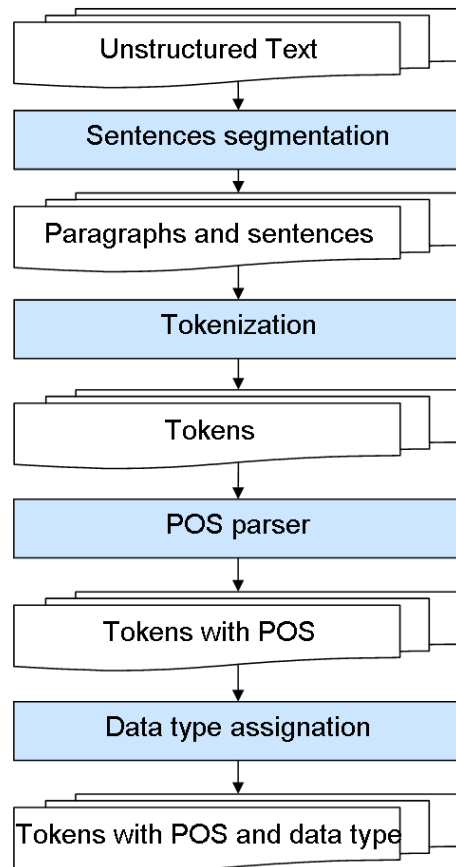 Unstructured Text
Sentences segmentation
Paragraphs and sentences
Tokenization
Tokens
POS parser
Tokens with POS
Data type assignation
Tokens with POS and data type